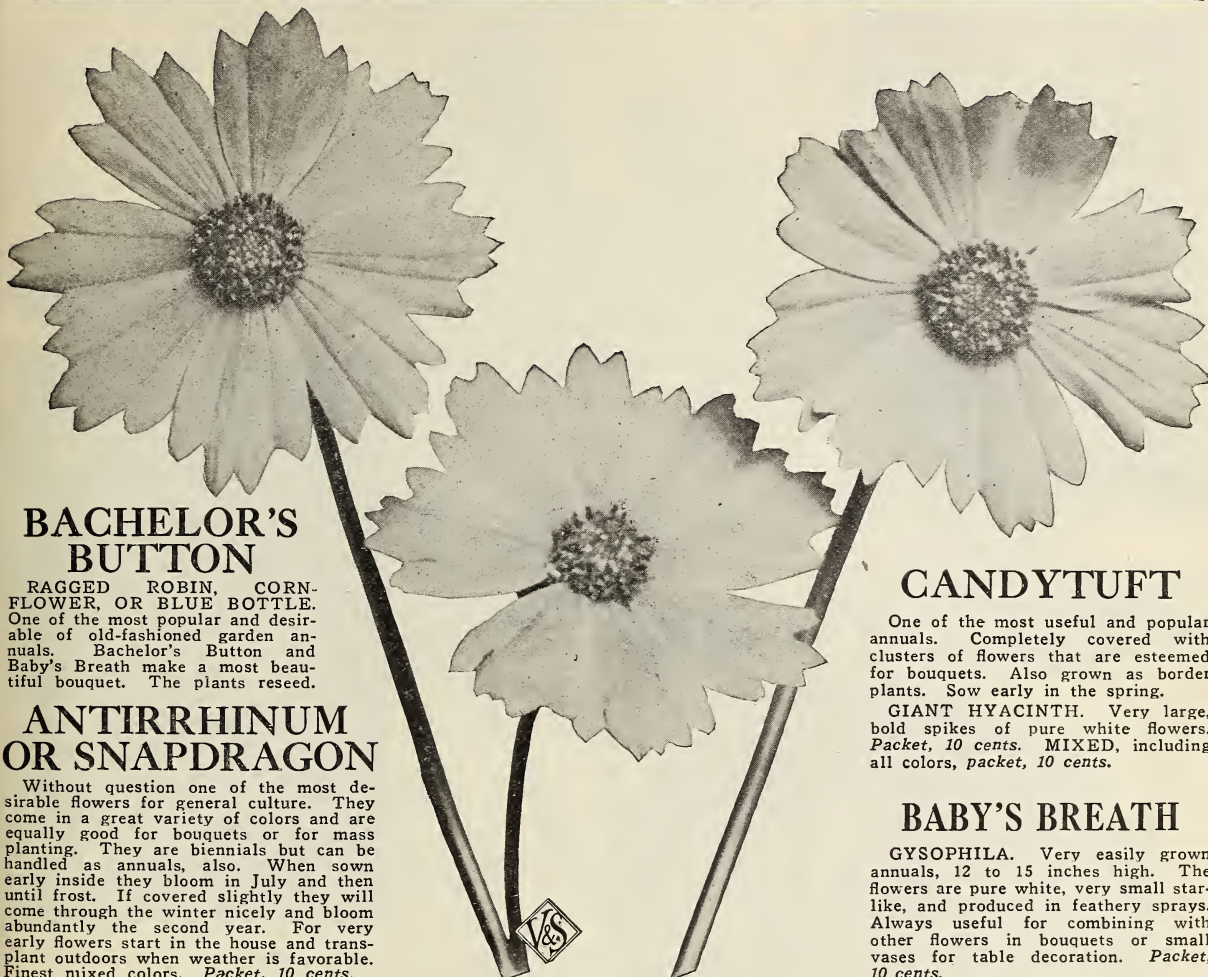 BACHELOR'S
BUTTON
RAGGED ROBIN, CORN-
FLOWER, OR BLUE BOTTLE.
One of the most popular and desir-
able of old-fashioned garden an-
nuals. Bachelor's Button and
Baby's Breath make a most beau-
tiful bouquet. The plants reseed.
ANTIRRHINUM
OR SNAPDRAGON
Without question one of the most de-
sirable flowers for general culture. They
come in a great variety of colors and are
equally good for bouquets or for mass
planting. They are biennials but can be
handled as annuals, also. When sown
early inside they bloom in July and then
until frost. If covered slightly they will
come through the winter nicely and bloom
abundantly the second year. For very
early flowers start in the house and trans-
plant outdoors when weather is favorable.
Finest mixed colors. Packet, 10 cents.
V&S
CANDYTUFT
One of the most useful and popular
annuals. Completely covered with
clusters of flowers that are esteemed
for bouquets. Also grown as border
plants. Sow early in the spring.
GIANT HYACINTH. Very large,
bold spikes of pure white flowers.
Packet, 10 cents. MIXED, including
all colors, packet, 10 cents.
BABY'S BREATH
GYSOPHILA. Very easily grown
annuals, 12 to 15 inches high. The
flowers are pure white, very small star-
like, and produced in feathery sprays.
Always useful for combining with
other flowers in bouquets or small
vases for table decoration. Packet,
10 cents.